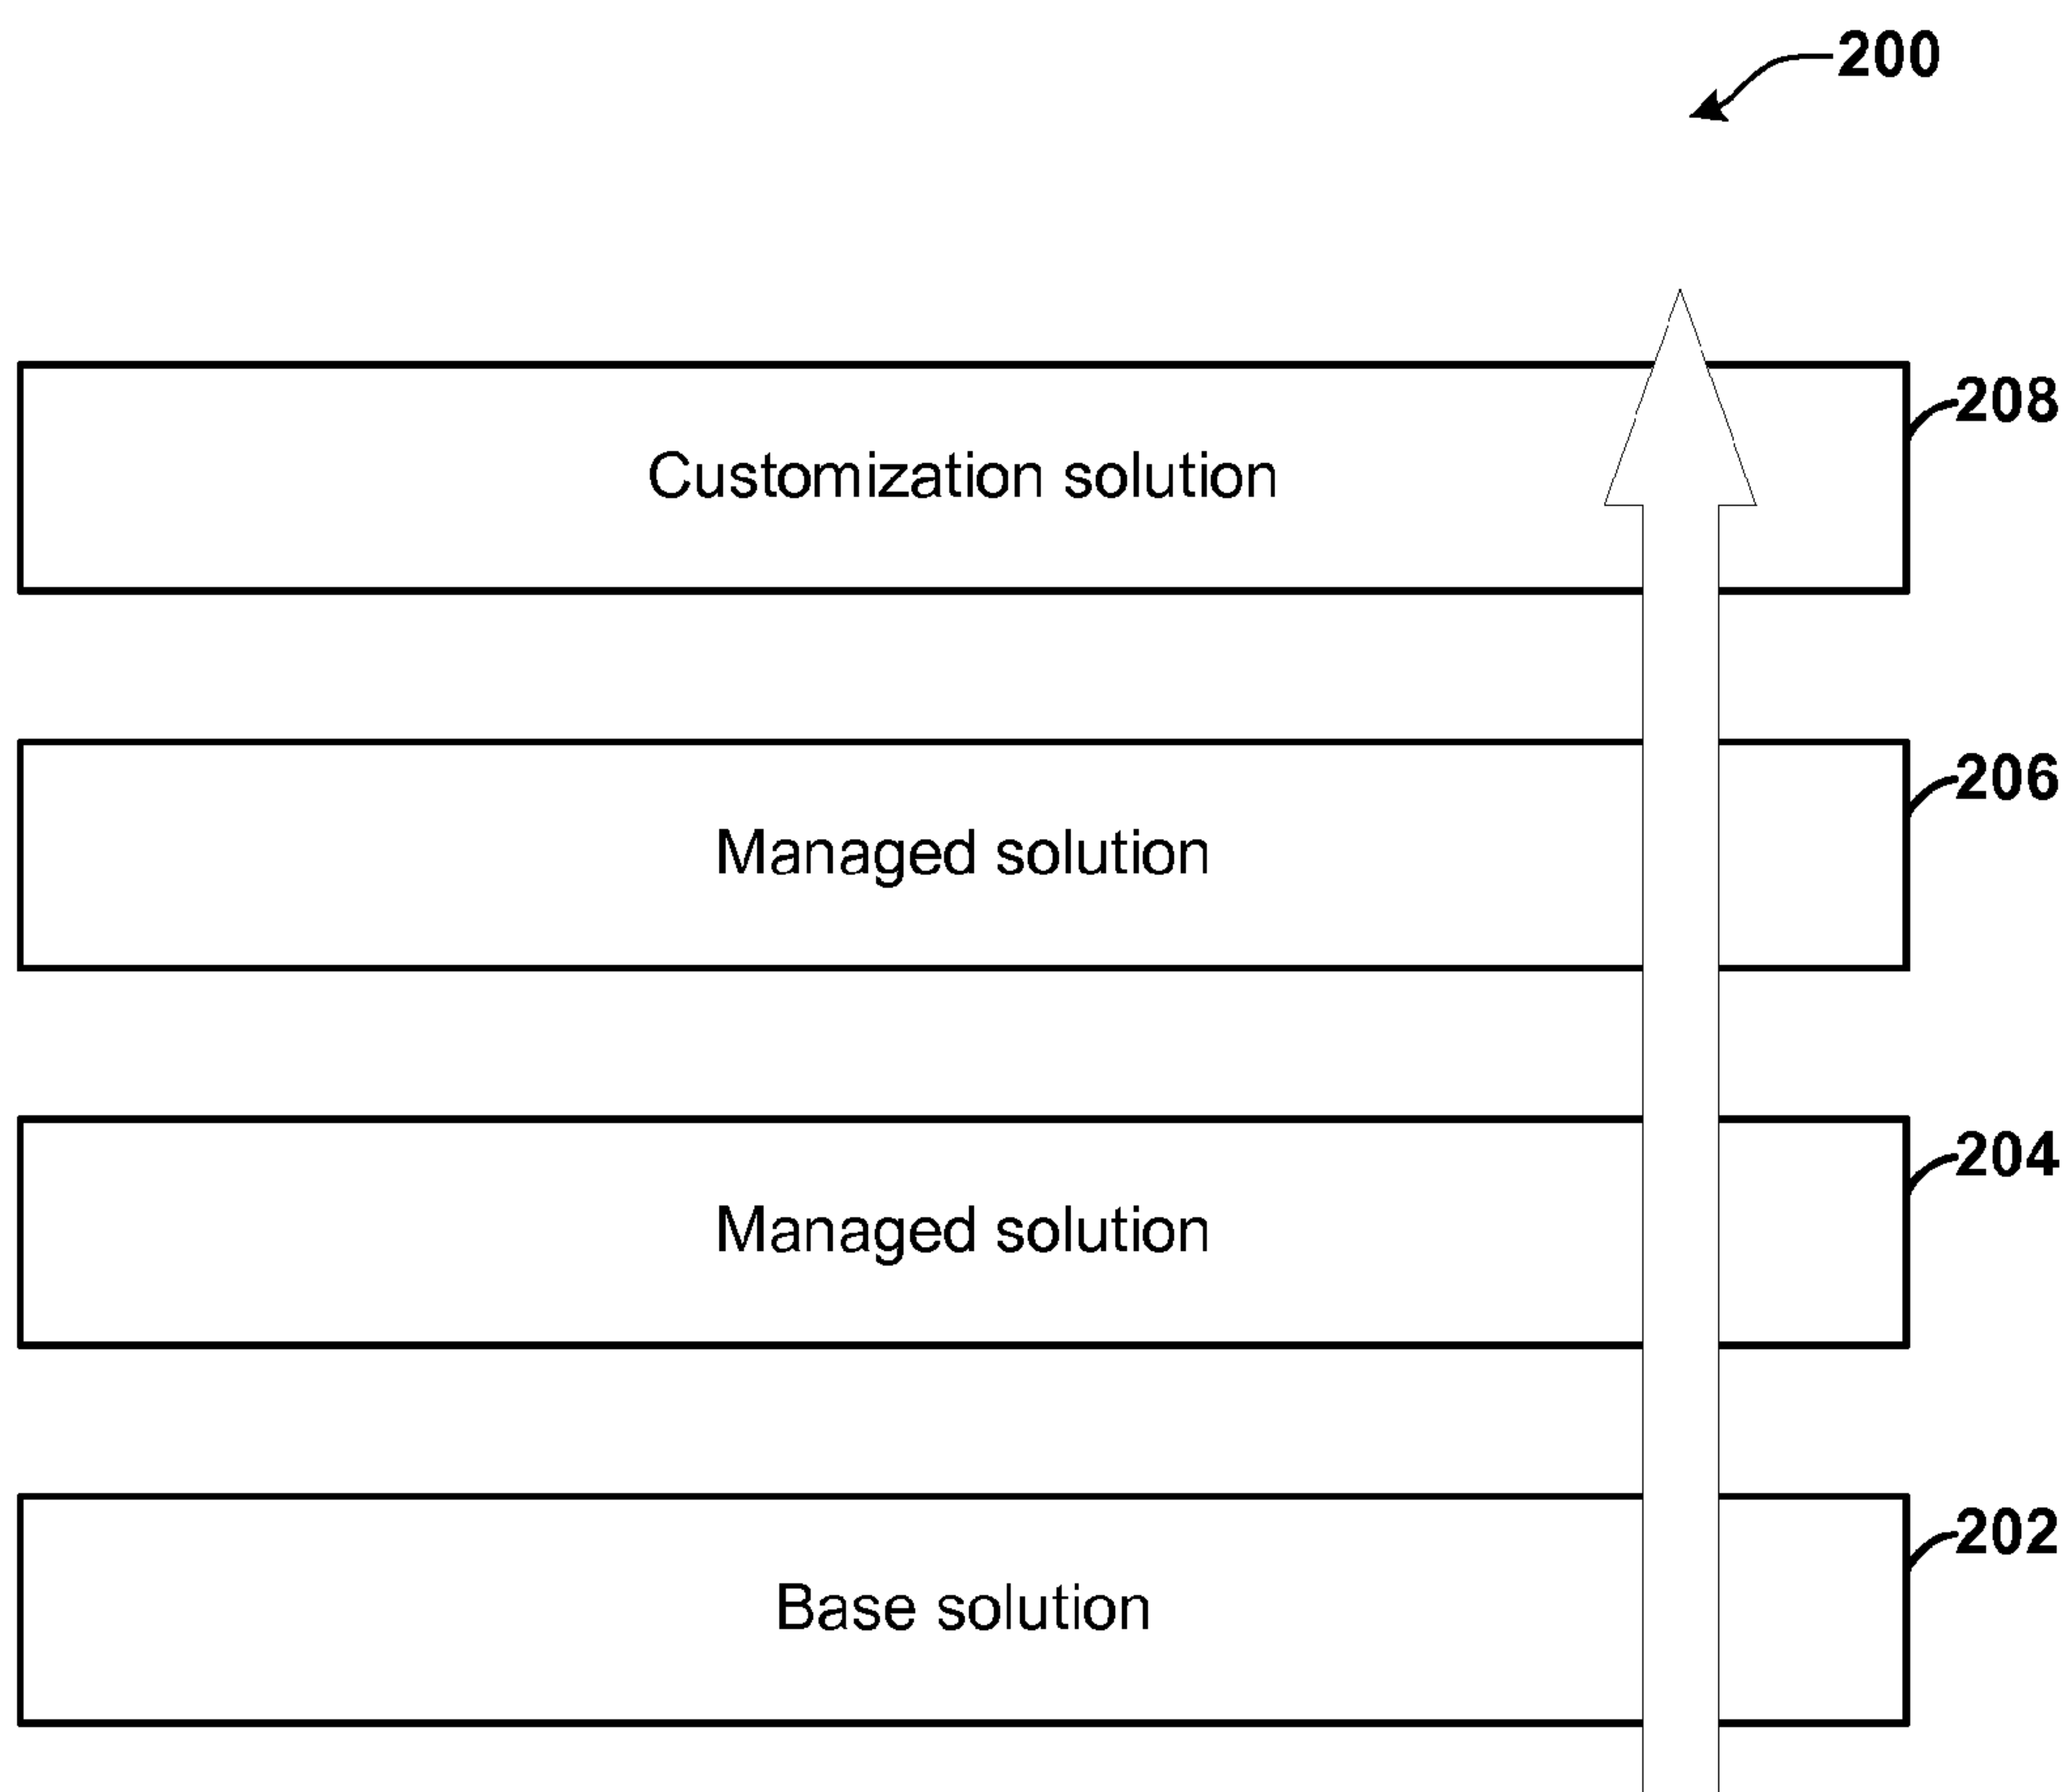 200
208
Customization solution
206
Managed solution
204
Managed solution
202
Base solution